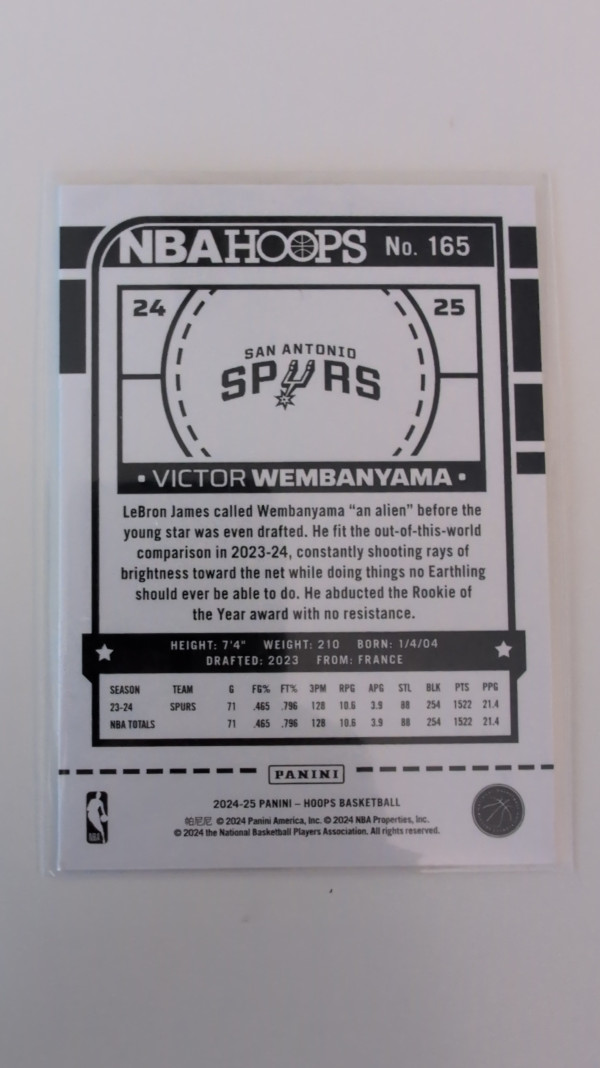 NBA HOOPS No. 165
24 25
SAN ANTONIO
SPURS
• VICTOR WEMBANYAMA •
LeBron James called Wembanyama “an alien” before the
young star was even drafted. He fit the out-of-this-world
comparison in 2023-24, constantly shooting rays of
brightness toward the net while doing things no Earthling
should ever be able to do. He abducted the Rookie of
the Year award with no resistance.
HEIGHT: 7'4" WEIGHT: 210 BORN: 1/4/04
DRAFTED: 2023 FROM: FRANCE
SEASON TEAM G FG% FT% 3PM RPG APG STL BLK PTS PPG
23-24 SPURS 71 .465 .796 128 10.6 3.9 88 254 1522 21.4
NBA TOTALS 71 .465 .796 128 10.6 3.9 88 254 1522 21.4
PANINI
2024-25 PANINI – HOOPS BASKETBALL
帕尼尼 © 2024 Panini America, Inc. © 2024 NBA Properties, Inc.
© 2024 the National Basketball Players Association. All rights reserved.
NBA